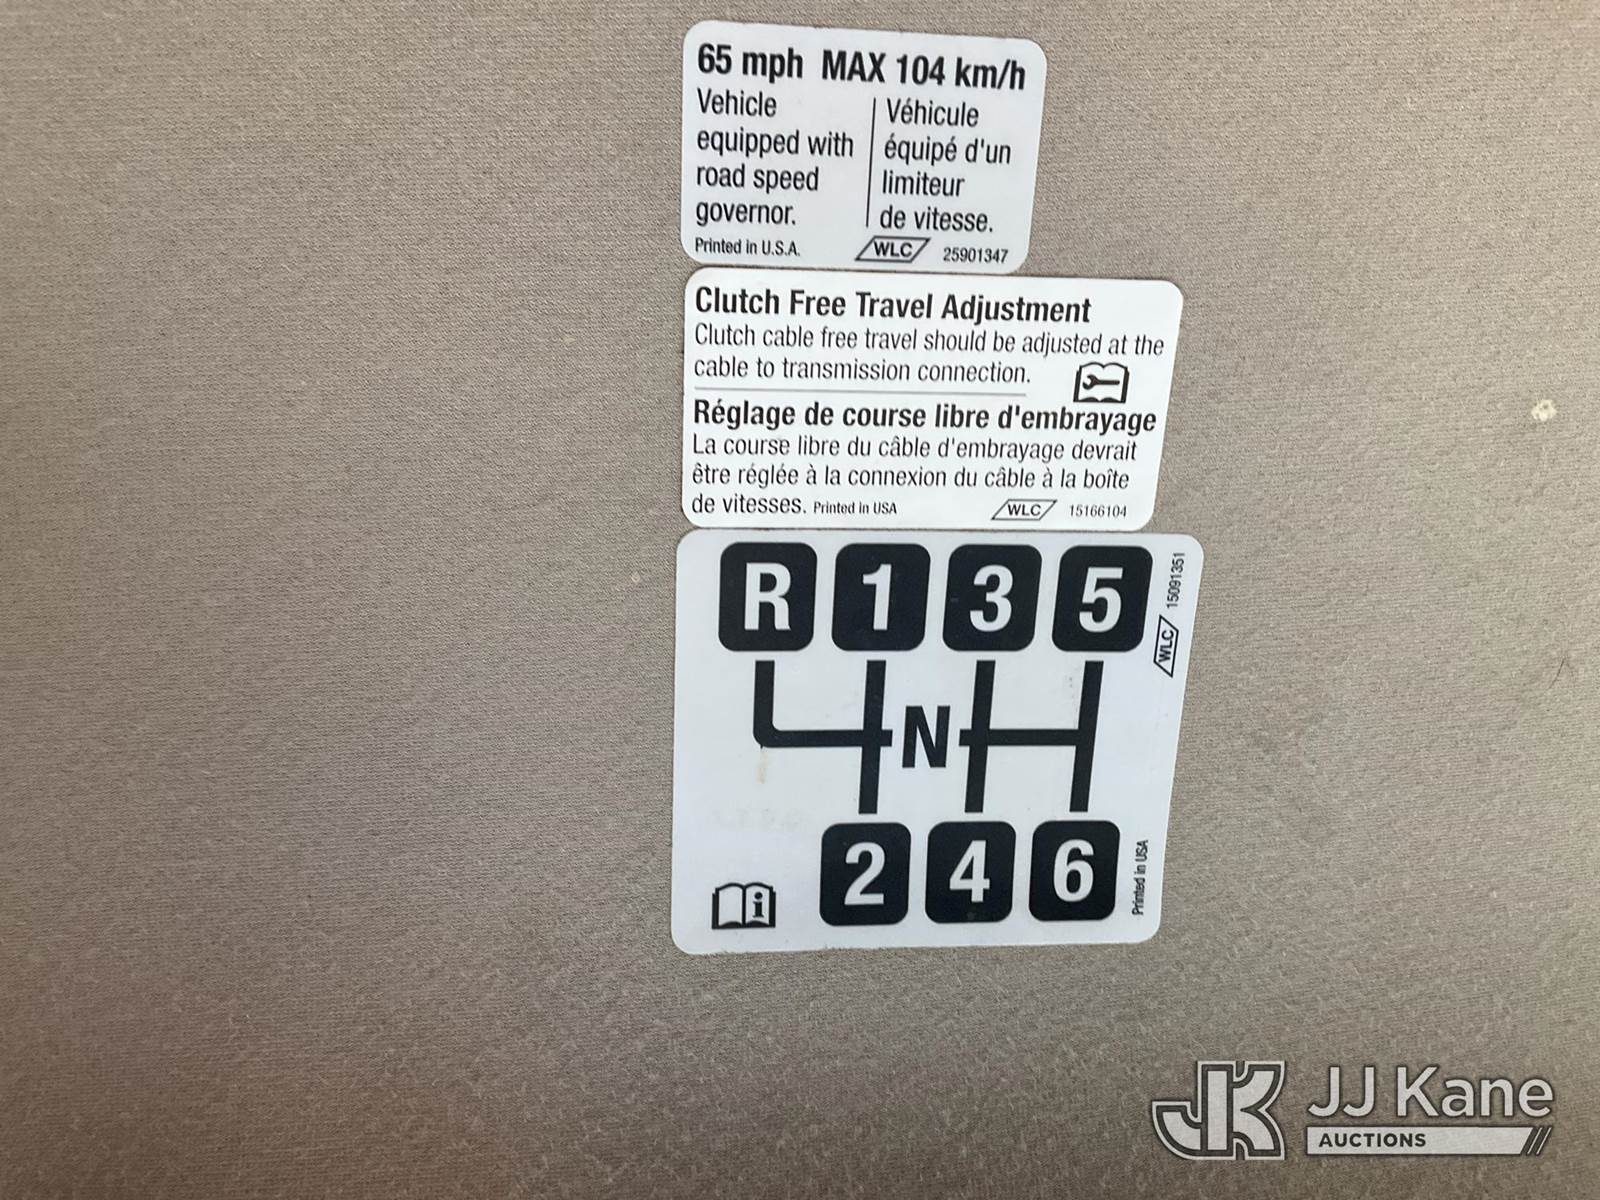 65 mph MAX 104 km/h
Vehicle
equipped with
road speed
governor.
Véhicule
équipé d'un
limiteur
de vitesse.
Printed in U.S.A. WLC 25901347
Clutch Free Travel Adjustment
Clutch cable free travel should be adjusted at the
cable to transmission connection.
Réglage de course libre d'embrayage
La course libre du câble d'embrayage devrait
être réglée à la connexion du câble à la boîte
de vitesses. Printed in USA WLC 15166104
R 1 3 5
N
2 4 6
WLC 15091351
Printed in USA
i
JK JJ Kane
AUCTIONS